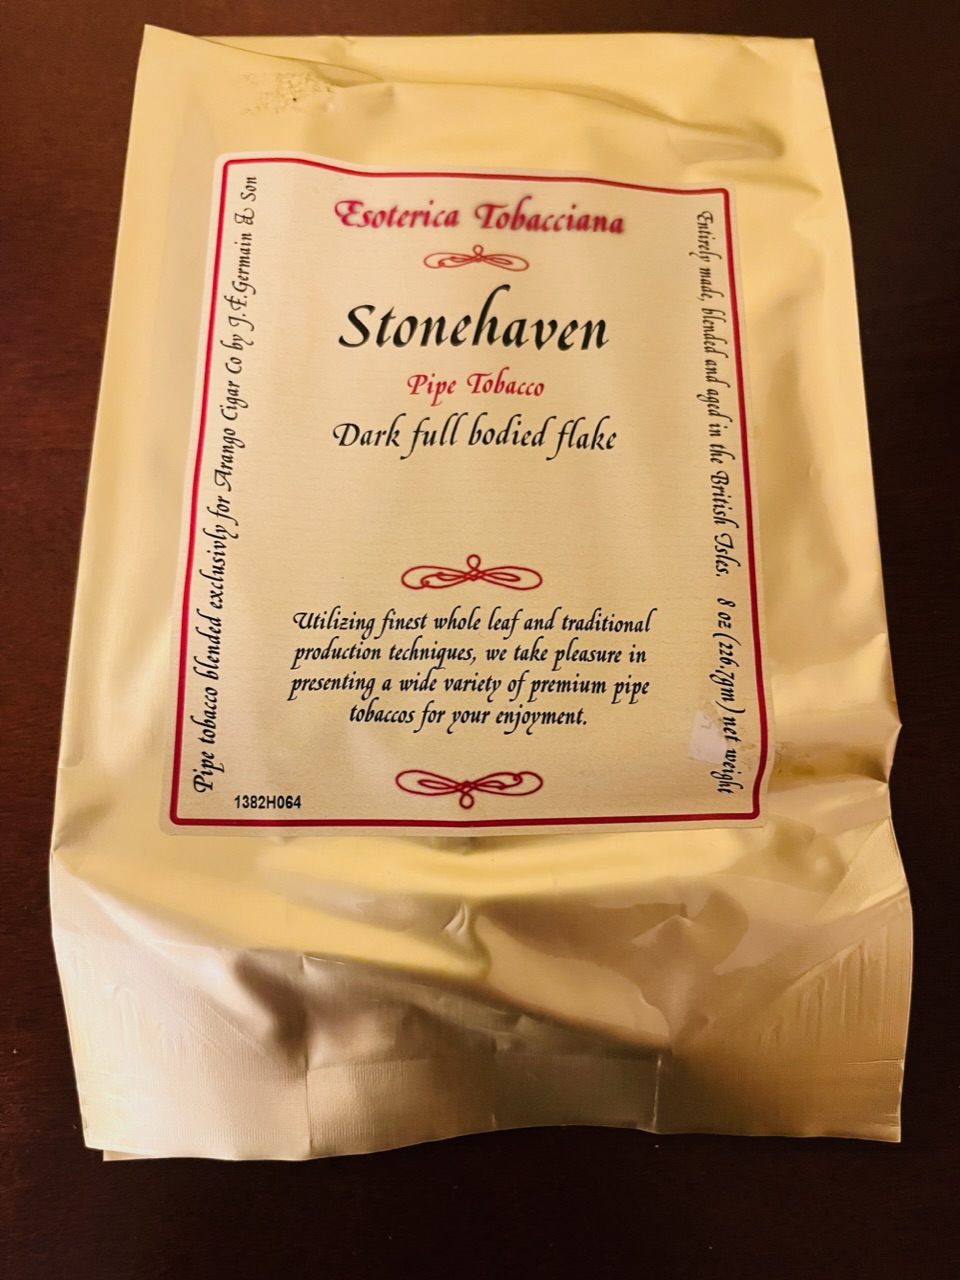 Esoterica Tobacciana
Stonehaven
Pipe Tobacco
Dark full bodied flake
Utilizing finest whole leaf and traditional
production techniques, we take pleasure in
presenting a wide variety of premium pipe
tobaccos for your enjoyment.
1382H064
Pipe tobacco blended exclusivly for Arango Cigar Co by J.F.Germain & Son
Entirely made, blended and aged in the British Isles. 8 oz (226.7gm) net weight